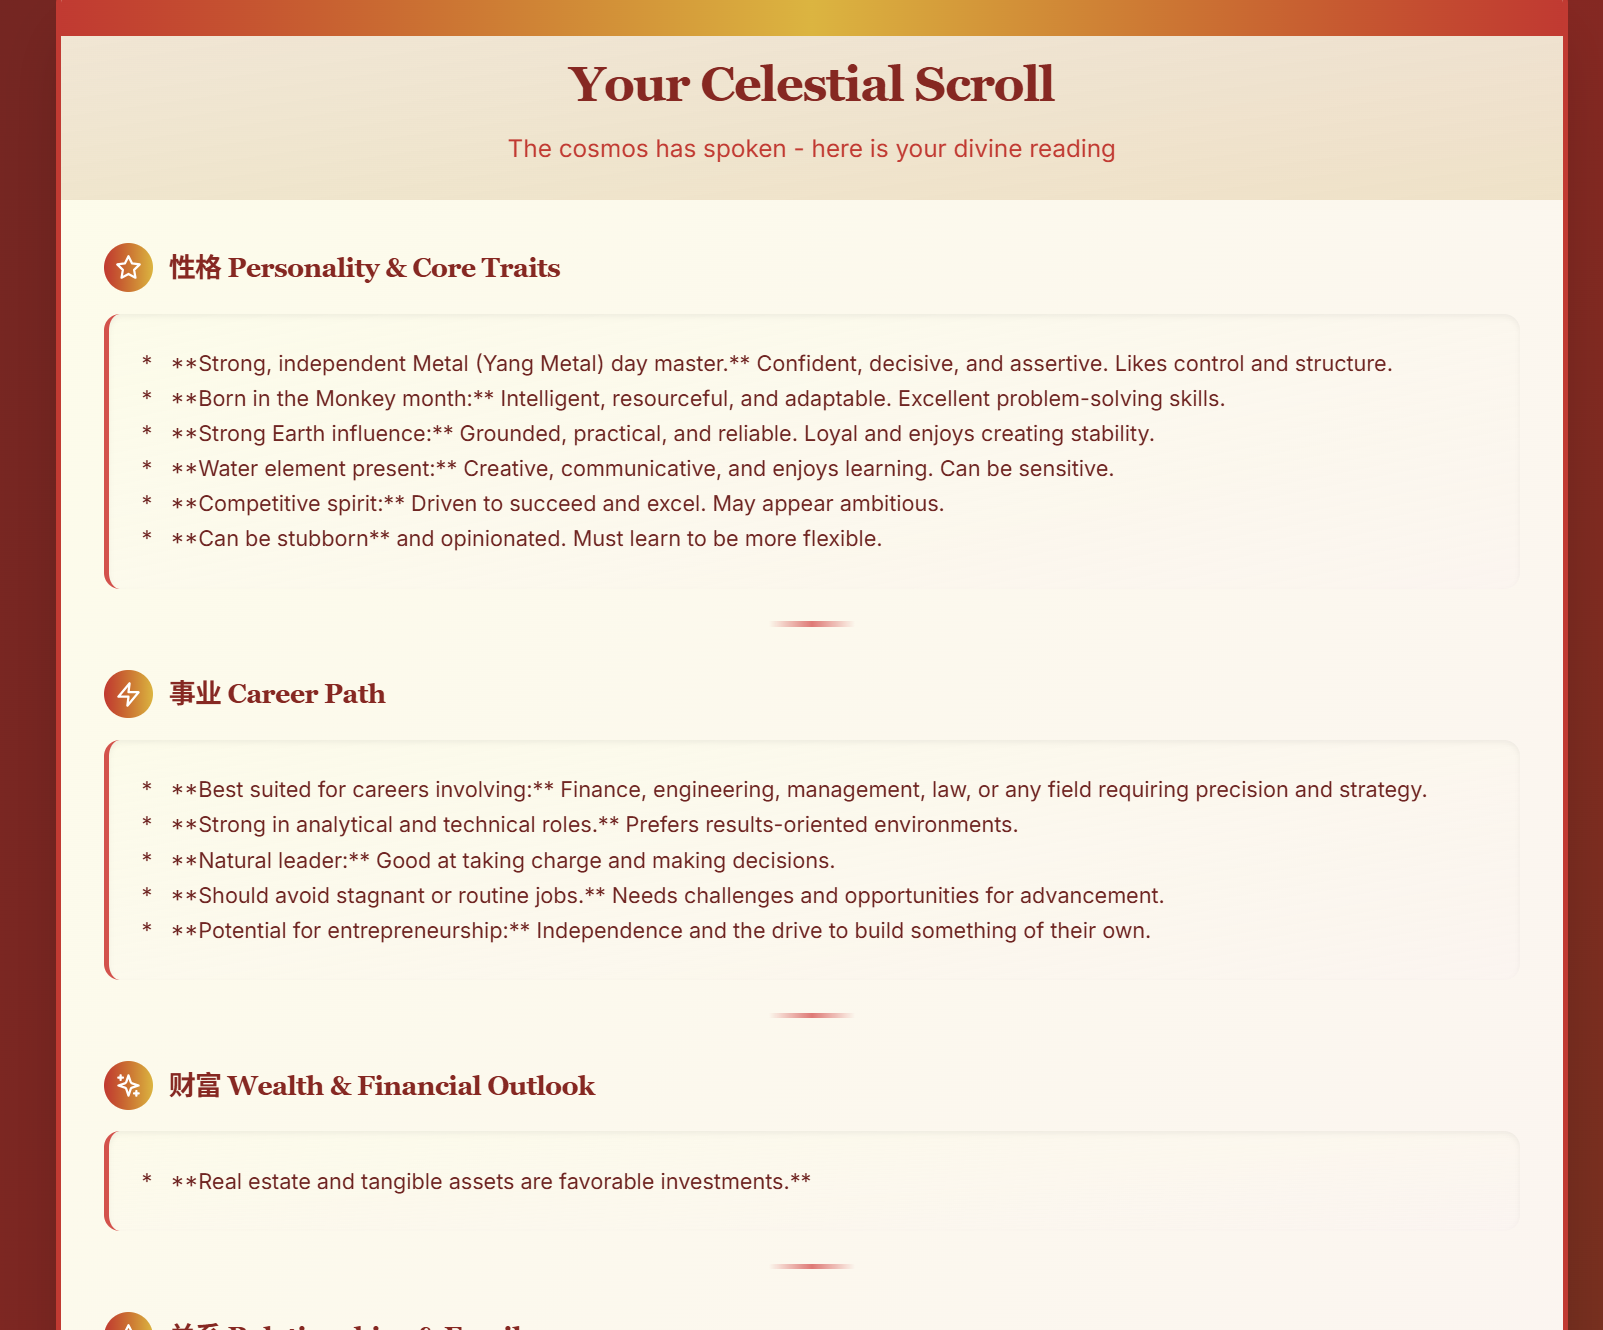 Your Celestial Scroll
The cosmos has spoken - here is your divine reading
性格 Personality & Core Traits
* **Strong, independent Metal (Yang Metal) day master.** Confident, decisive, and assertive. Likes control and structure.
* **Born in the Monkey month:** Intelligent, resourceful, and adaptable. Excellent problem-solving skills.
* **Strong Earth influence:** Grounded, practical, and reliable. Loyal and enjoys creating stability.
* **Water element present:** Creative, communicative, and enjoys learning. Can be sensitive.
* **Competitive spirit:** Driven to succeed and excel. May appear ambitious.
* **Can be stubborn** and opinionated. Must learn to be more flexible.
事业 Career Path
* **Best suited for careers involving:** Finance, engineering, management, law, or any field requiring precision and strategy.
* **Strong in analytical and technical roles.** Prefers results-oriented environments.
* **Natural leader:** Good at taking charge and making decisions.
* **Should avoid stagnant or routine jobs.** Needs challenges and opportunities for advancement.
* **Potential for entrepreneurship:** Independence and the drive to build something of their own.
财富 Wealth & Financial Outlook
* **Real estate and tangible assets are favorable investments.**